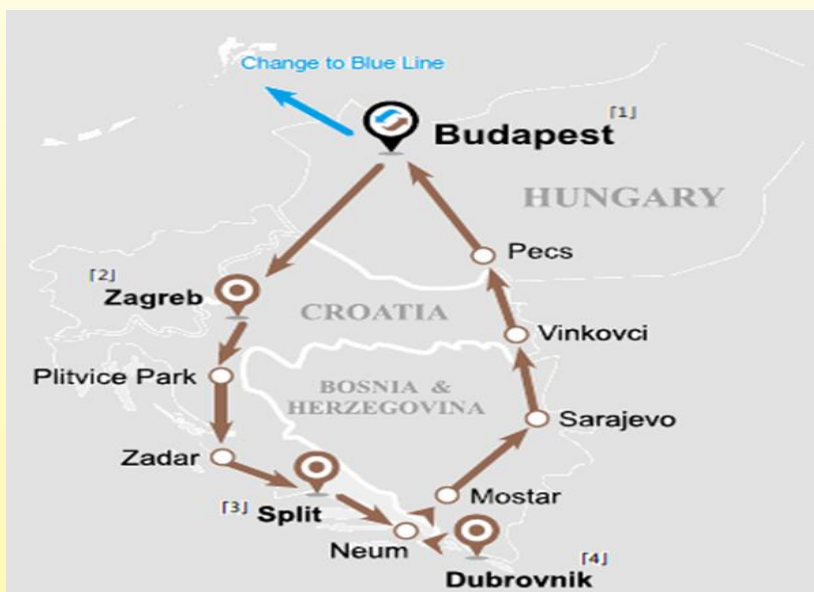 Change to Blue Line
Budapest ⌈1⌋
HUNGARY
Pecs
⌈2⌋
Zagreb
CROATIA
Vinkovci
Plitvice Park
BOSNIA &
HERZEGOVINA
Sarajevo
Zadar
Mostar
⌈3⌋ Split
Neum
⌈4⌋
Dubrovnik